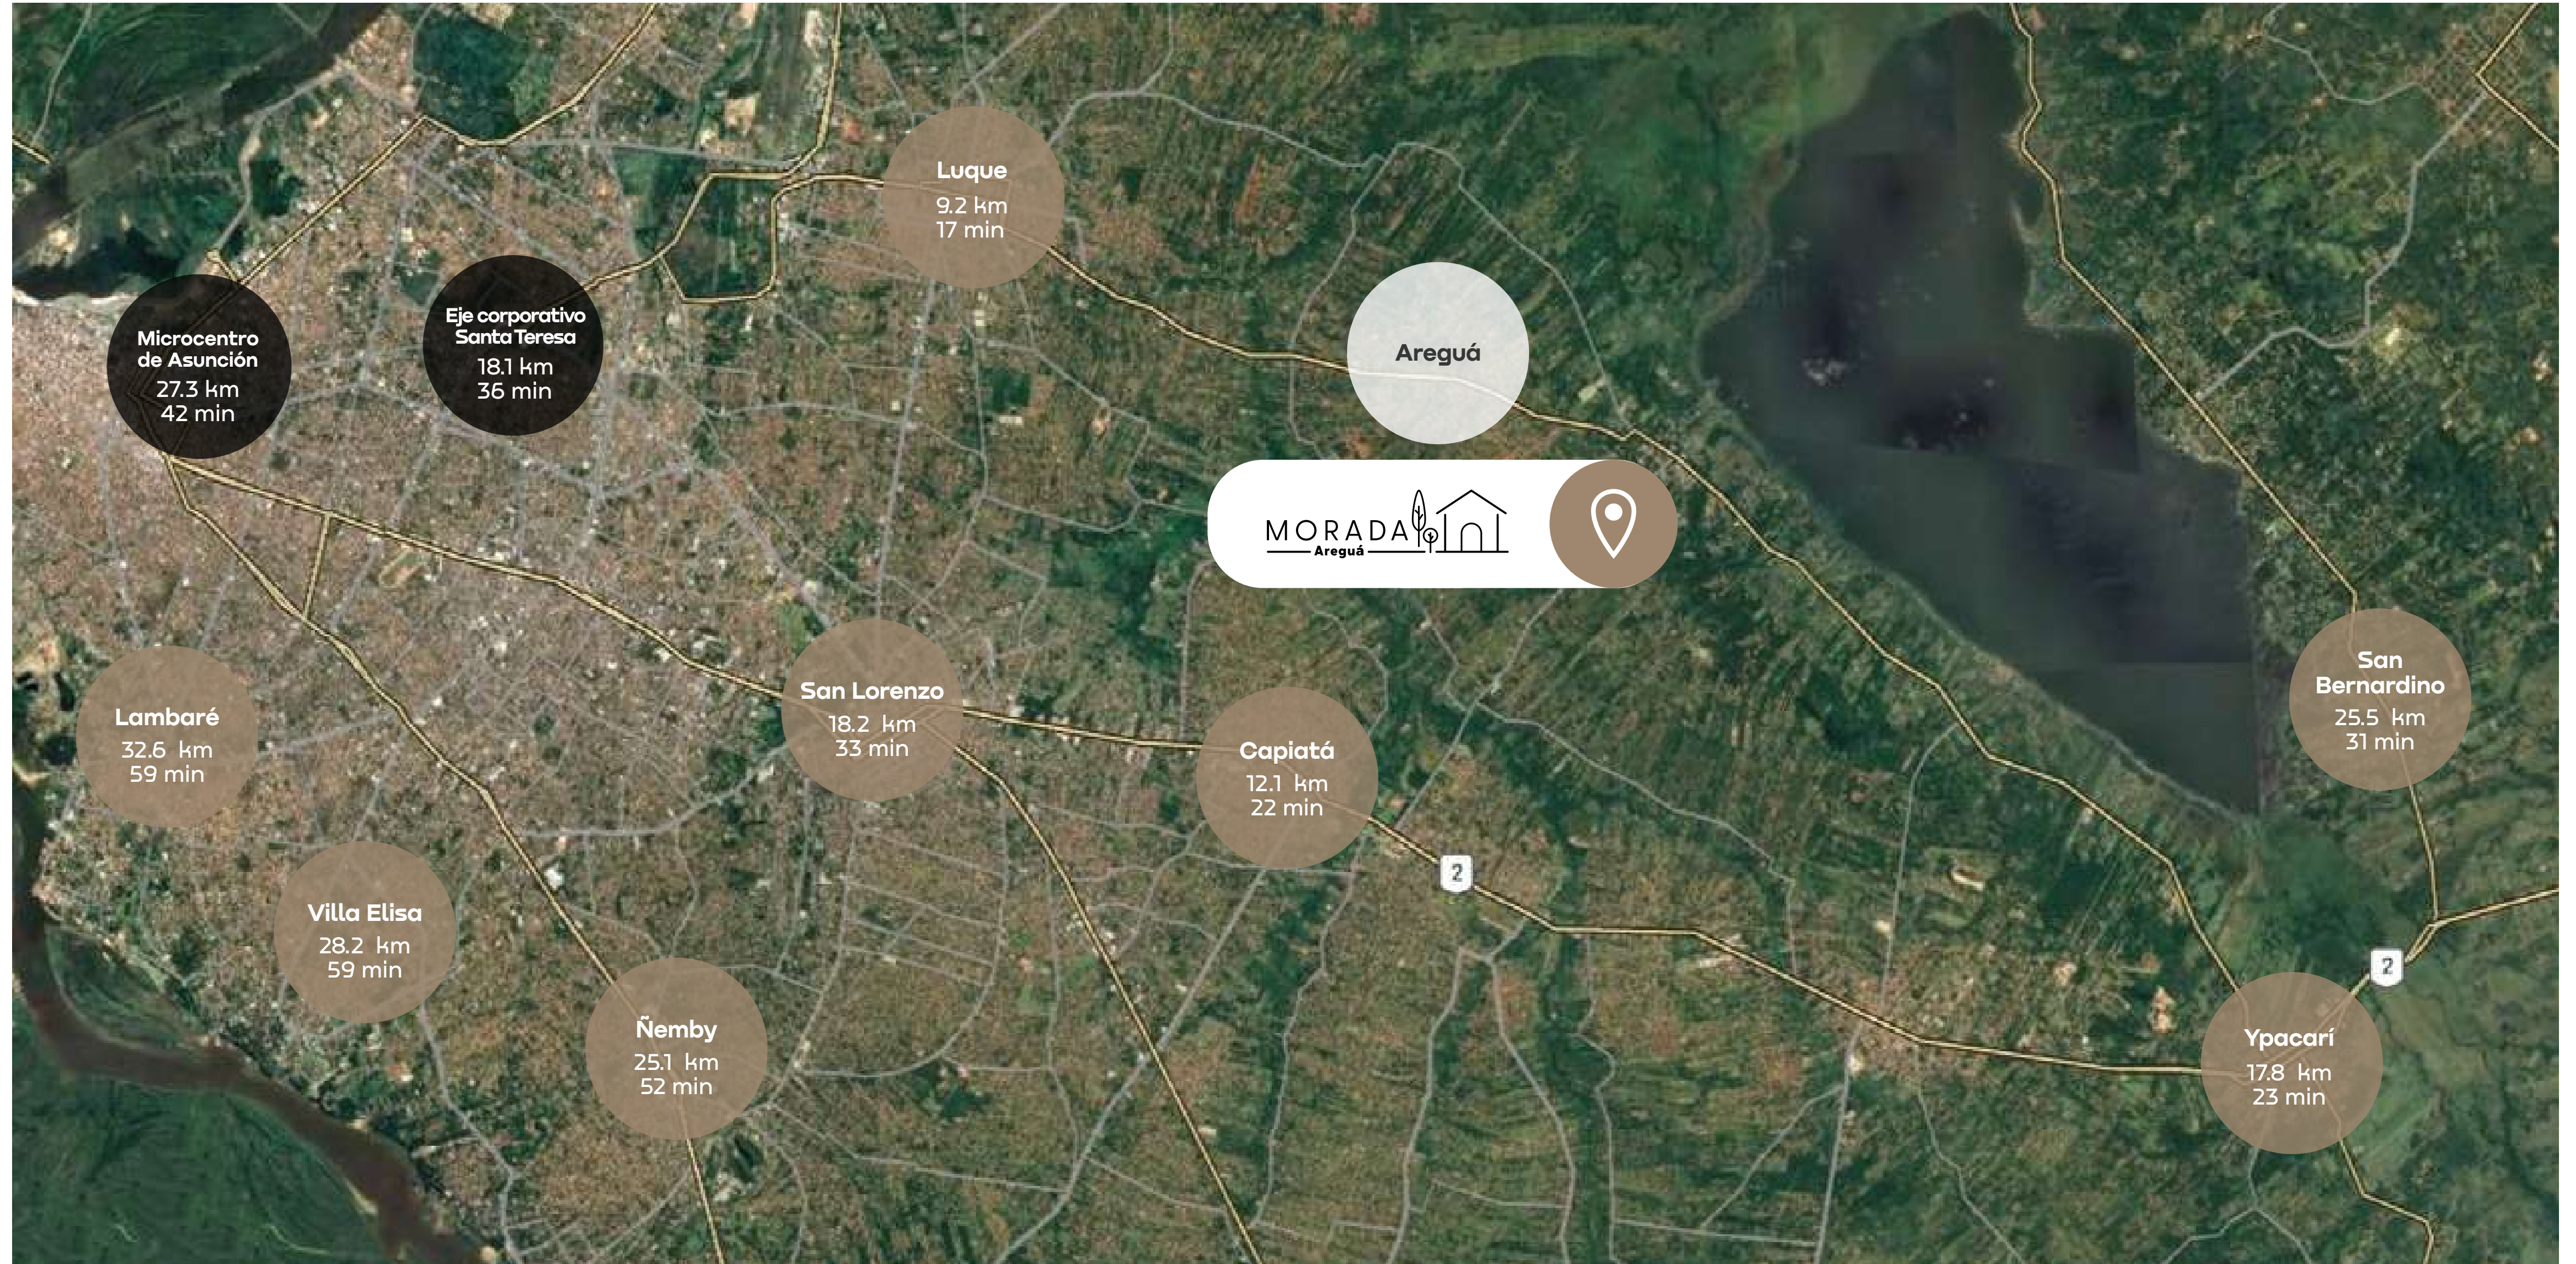 Luque
9.2 km
17 min
Microcentro
de Asunción
27.3 km
42 min
Eje corporativo
Santa Teresa
18.1 km
36 min
Areguá
MORADA
Areguá
San Lorenzo
18.2 km
33 min
Capiatá
12.1 km
22 min
San
Bernardino
25.5 km
31 min
Lambaré
32.6 km
59 min
2
Villa Elisa
28.2 km
59 min
2
Ñemby
25.1 km
52 min
Ypacarí
17.8 km
23 min